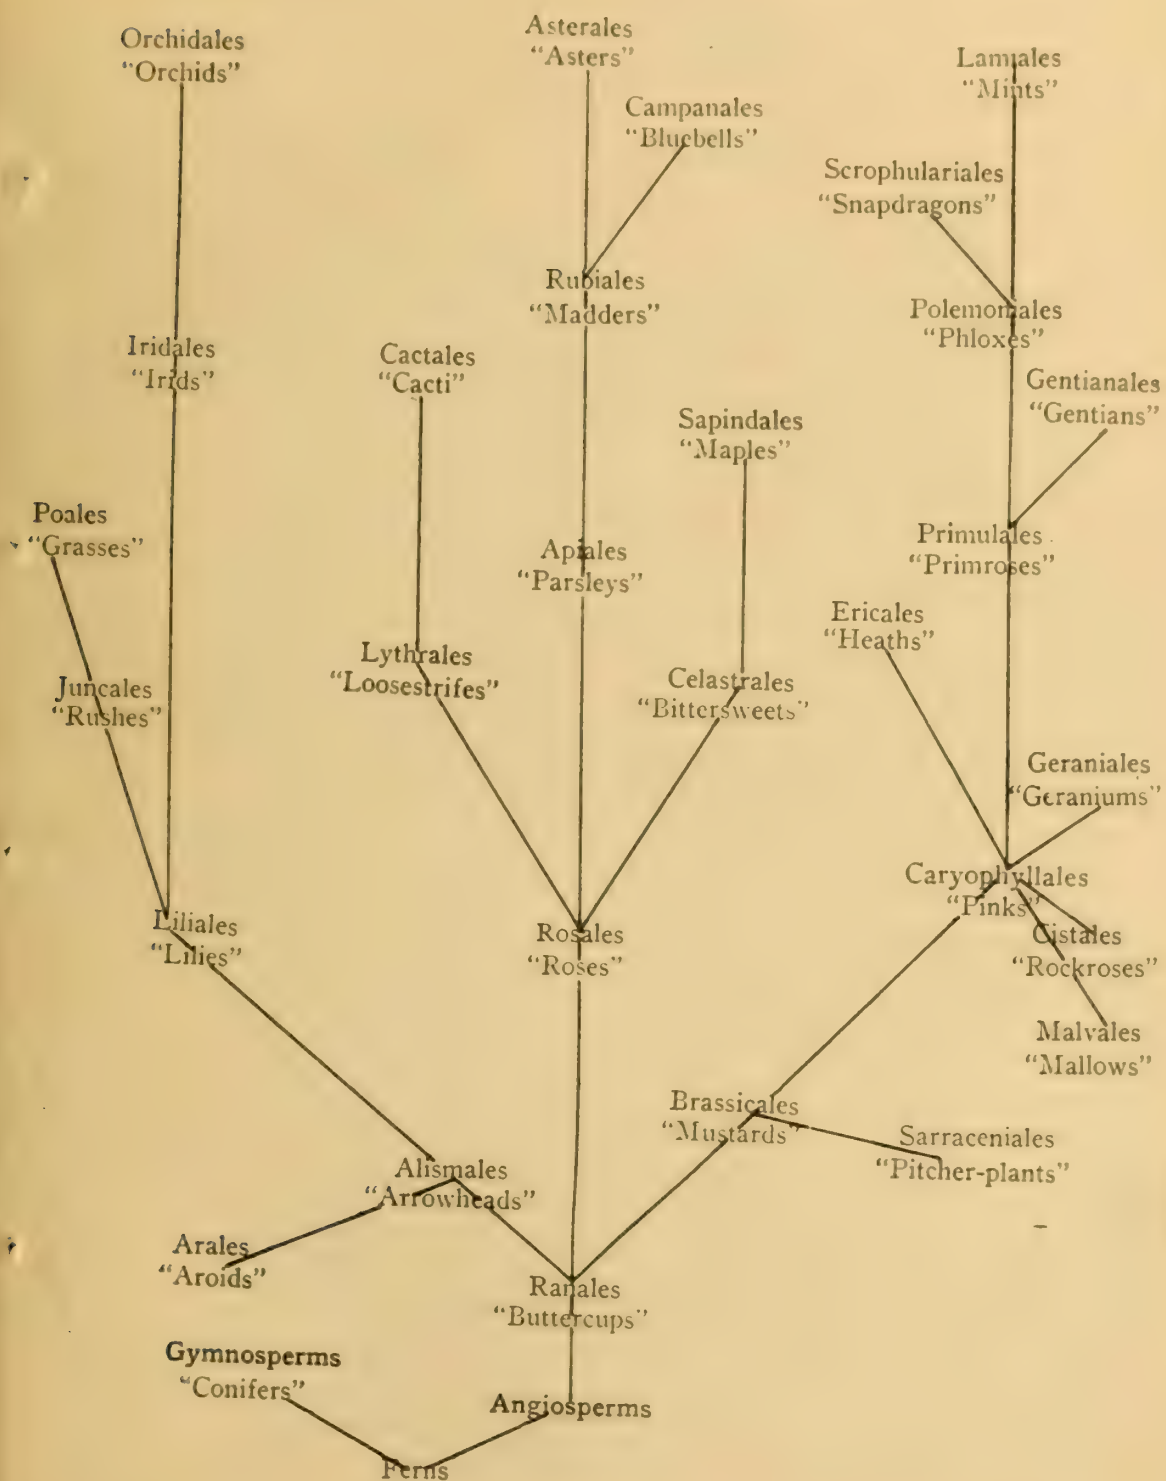 Orchidales
"Orchids"
Asterales
"Asters"
Lamiales
"Mints"
Campanales
"Bluebells"
Scrophulariales
"Snapdragons"
Rubiales
"Madders"
Polemoniales
"Phloxes"
Iridales
"Irids"
Cactales
"Cacti"
Gentianales
"Gentians"
Sapindales
"Maples"
Poales
"Grasses"
Apiales
"Parsleys"
Primulales
"Primroses"
Ericales
"Heaths"
Lythrales
"Loosestrifes"
Celastrales
"Bittersweets"
Juncales
"Rushes"
Geraniales
"Geraniums"
Caryophyllales
"Pinks"
Liliales
"Lilies"
Rosales
"Roses"
Cistales
"Rockroses"
Malvales
"Mallows"
Brassicales
"Mustards"
Sarraceniales
"Pitcher-plants"
Alismales
"Arrowheads"
Arales
"Aroids"
Ranales
"Buttercups"
Gymnosperms
"Conifers"
Angiosperms
Ferns